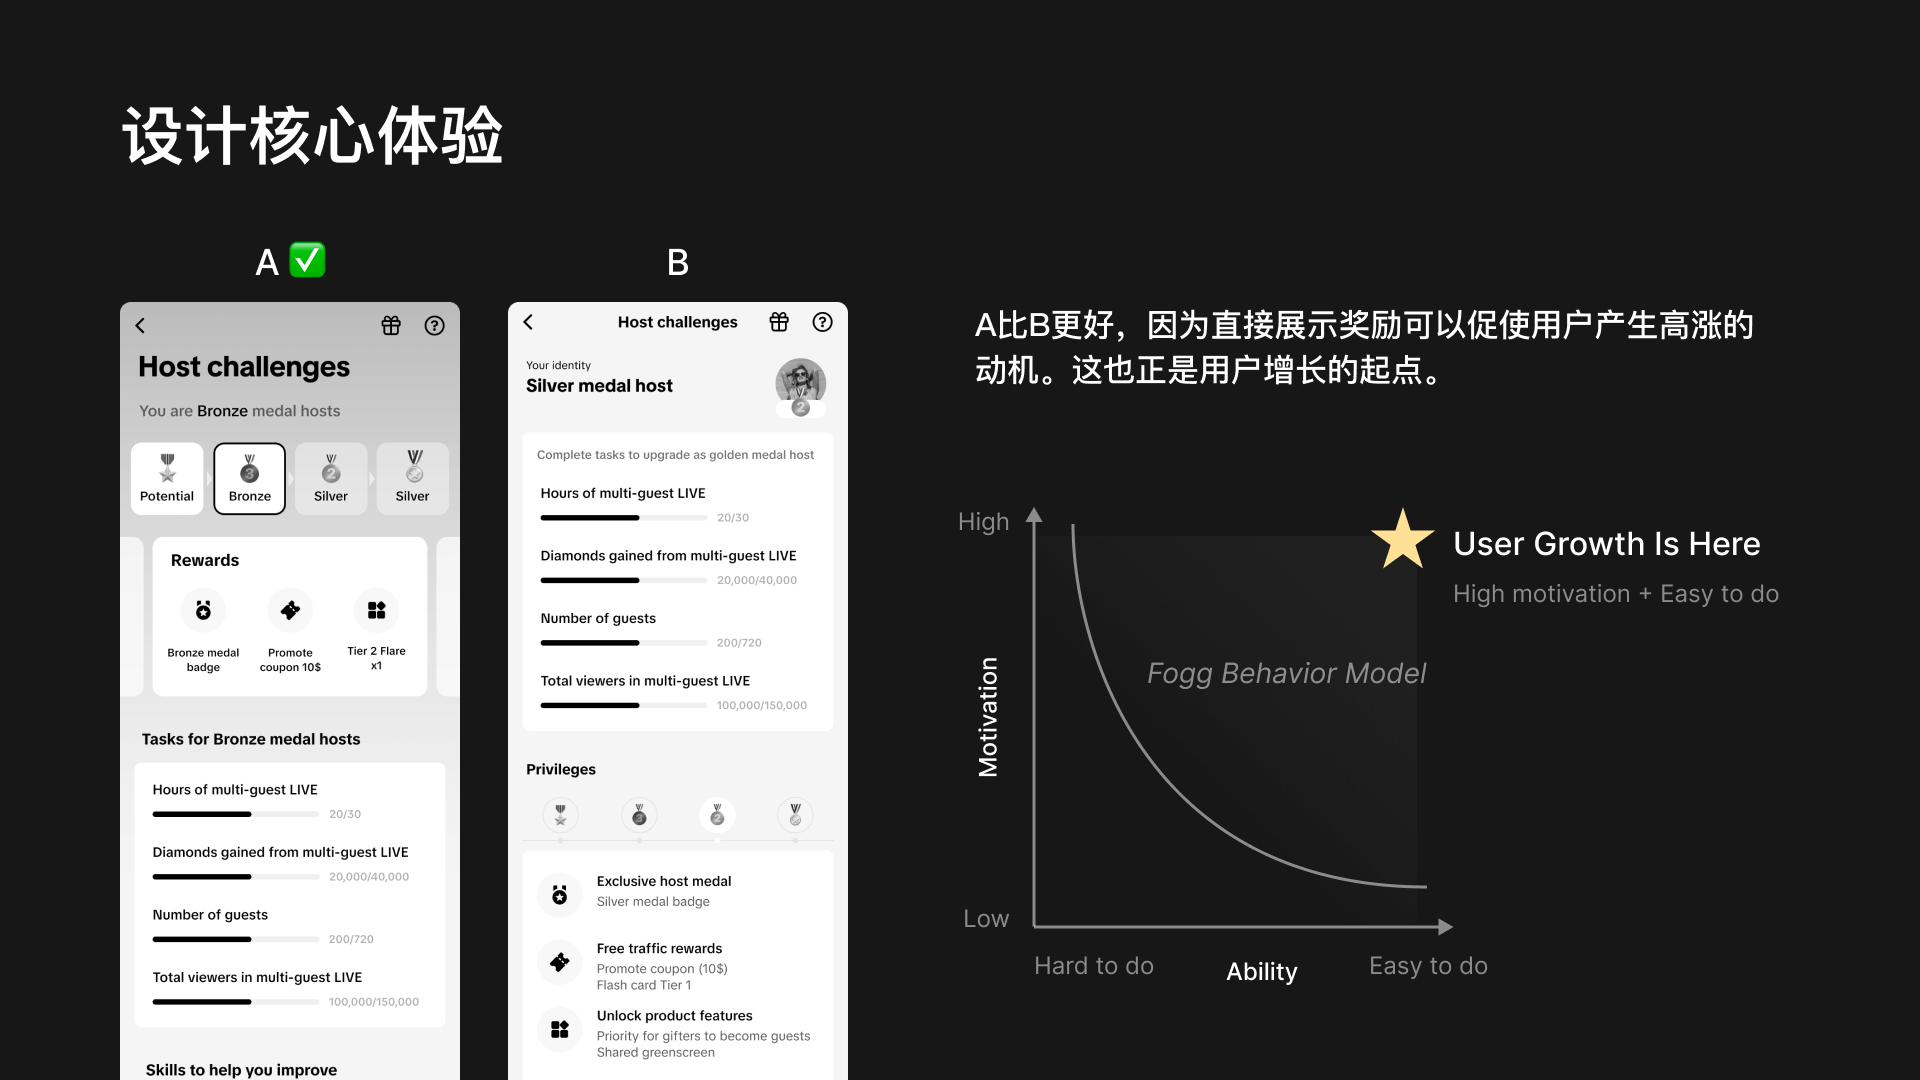 设计核心体验
A ✅
Host challenges
You are Bronze medal hosts
Potential
3
Bronze
2
Silver
Silver
Rewards
Bronze medal
badge
Promote
coupon 10$
Tier 2 Flare
x1
Tasks for Bronze medal hosts
Hours of multi-guest LIVE
20/30
Diamonds gained from multi-guest LIVE
20,000/40,000
Number of guests
200/720
Total viewers in multi-guest LIVE
100,000/150,000
Skills to help you improve
B
Host challenges
Your identity
Silver medal host
2
Complete tasks to upgrade as golden medal host
Hours of multi-guest LIVE
20/30
Diamonds gained from multi-guest LIVE
20,000/40,000
Number of guests
200/720
Total viewers in multi-guest LIVE
100,000/150,000
Privileges
3
2
Exclusive host medal
Silver medal badge
Free traffic rewards
Promote coupon (10$)
Flash card Tier 1
Unlock product features
Priority for gifters to become guests
Shared greenscreen
A比B更好，因为直接展示奖励可以促使用户产生高涨的
动机。这也正是用户增长的起点。
High
User Growth Is Here
High motivation + Easy to do
Fogg Behavior Model
Motivation
Low
Hard to do
Ability
Easy to do